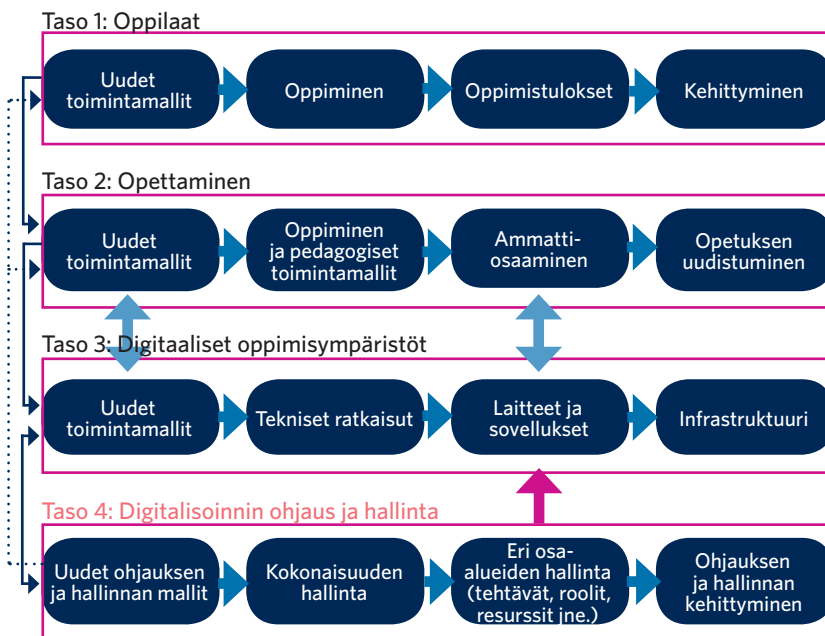 Taso 1: Oppilaat
Uudet
toimintamallit
Oppiminen
Oppimistulokset
Kehittyminen
Taso 2: Opettaminen
Uudet
toimintamallit
Oppiminen
ja pedagogiset
toimintamallit
Ammatti-
osaaminen
Opetuksen
uudistuminen
Taso 3: Digitaaliset oppimisympäristöt
Uudet
toimintamallit
Tekniset ratkaisut
Laitteet ja
sovellukset
Infrastruktuuri
Taso 4: Digitalisoinnin ohjaus ja hallinta
Uudet ohjauksen
ja hallinnan mallit
Kokonaisuuden
hallinta
Eri osa-
alueiden hallinta
(tehtävät, roolit,
resurssit jne.)
Ohjauksen
ja hallinnan
kehittyminen